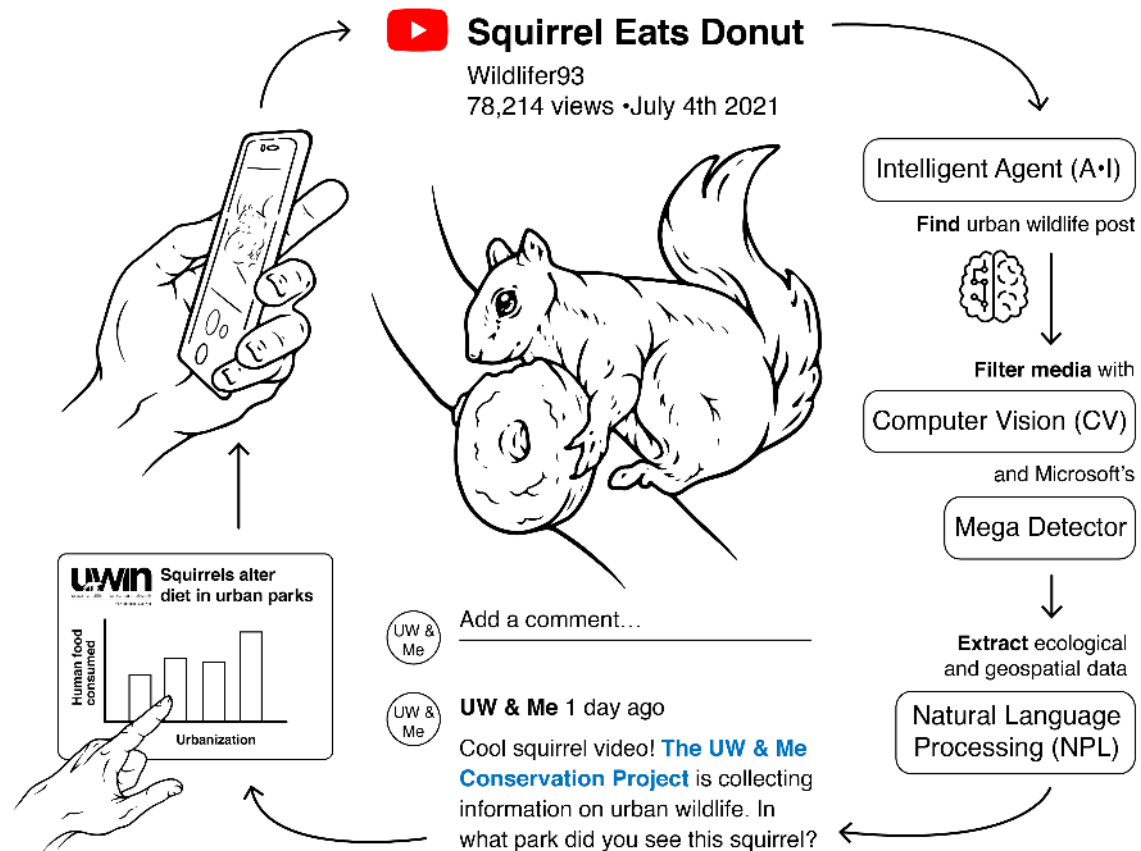 Squirrel Eats Donut
Wildlifer93
78,214 views •July 4th 2021
Intelligent Agent (A•I)
Find urban wildlife post
Filter media with
Computer Vision (CV)
and Microsoft's
Mega Detector
Extract ecological
and geospatial data
Natural Language
Processing (NPL)
UW &
Me
Add a comment...
UW &
Me
UW & Me 1 day ago
Cool squirrel video! The UW & Me
Conservation Project is collecting
information on urban wildlife. In
what park did you see this squirrel?
UWIN
Squirrels alter
diet in urban parks
Human food
consumed
Urbanization